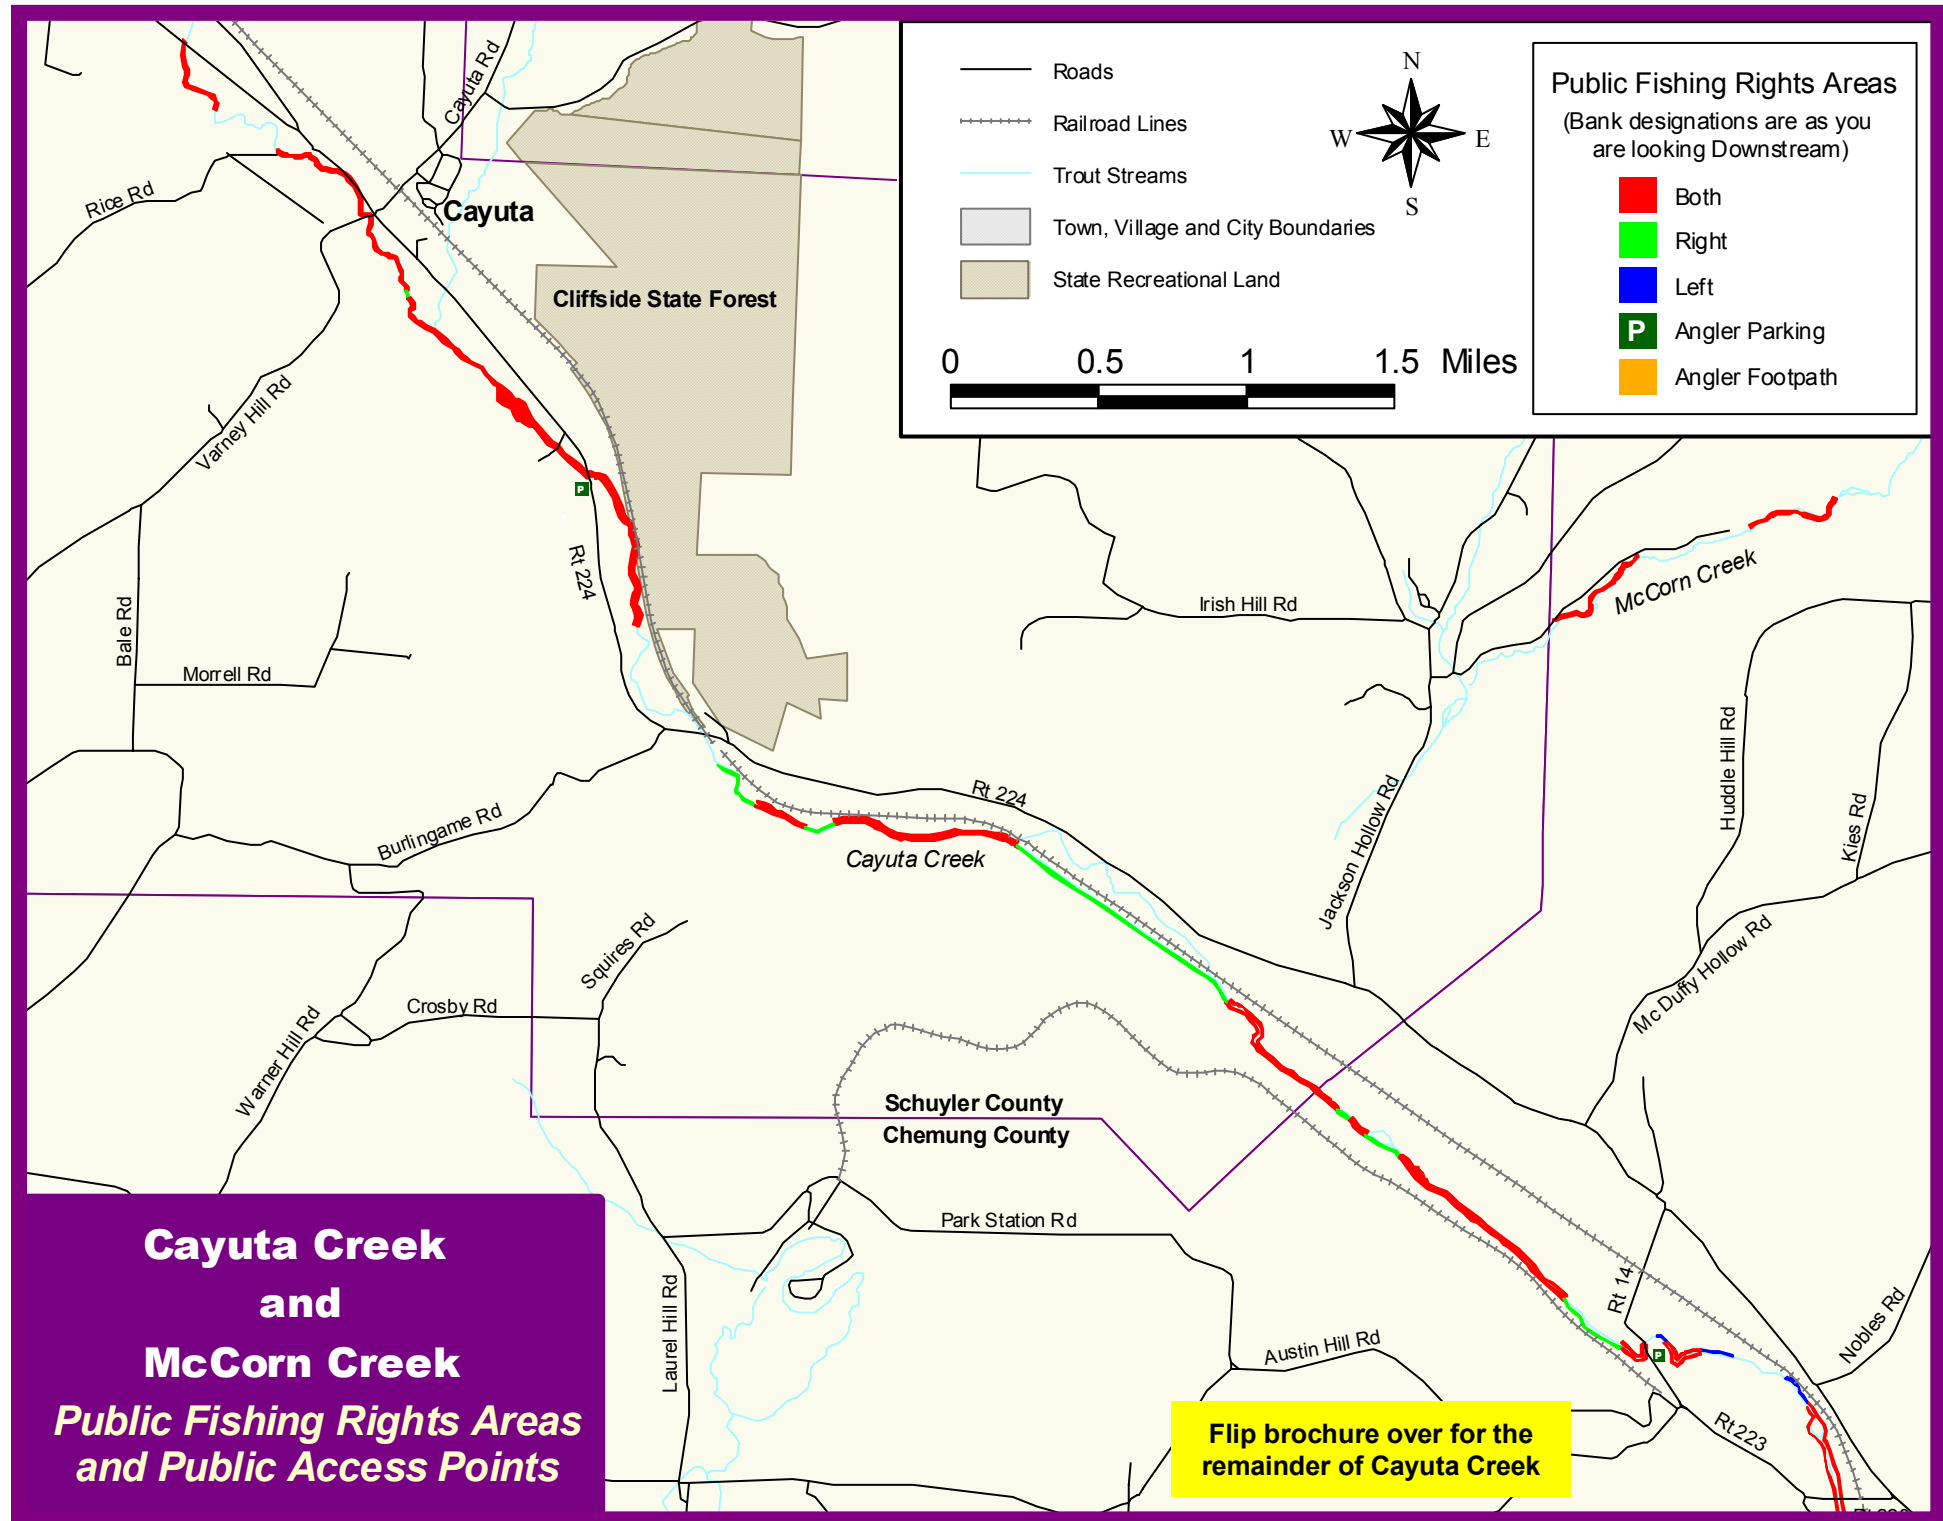 Roads
Railroad Lines
Trout Streams
Town, Village and City Boundaries
State Recreational Land
N
W
E
S
0 0.5 1 1.5 Miles
Public Fishing Rights Areas
(Bank designations are as you
are looking Downstream)
Both
Right
Left
P Angler Parking
Angler Footpath
Cayuta Rd
Rice Rd
Cayuta
Cliffside State Forest
Varney Hill Rd
P
Rt 224
Bale Rd
Morrell Rd
Irish Hill Rd
McCorn Creek
Huddle Hill Rd
Kies Rd
Rt 224
Burlingame Rd
Cayuta Creek
Jackson Hollow Rd
Mc Duffy Hollow Rd
Squires Rd
Crosby Rd
Warner Hill Rd
Schuyler County
Chemung County
Park Station Rd
Laurel Hill Rd
Rt 14
P
Austin Hill Rd
Nobles Rd
Rt 223
Cayuta Creek
and
McCorn Creek
Public Fishing Rights Areas
and Public Access Points
Flip brochure over for the
remainder of Cayuta Creek